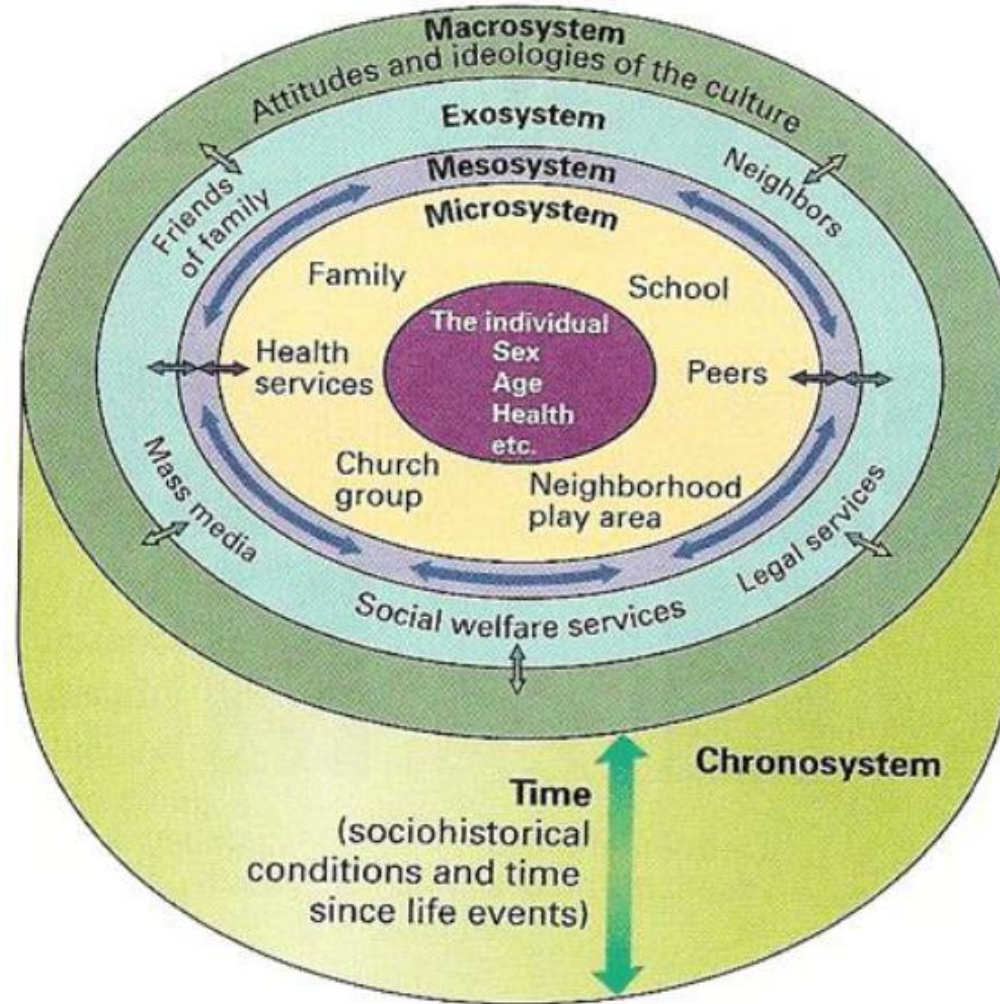 Macrosystem
Attitudes and ideologies of the culture
Exosystem
Mesosystem
Microsystem
Friends
of family
Neighbors
Family
School
The individual
Sex
Age
Health
etc.
Health
services
Peers
Church
group
Neighborhood
play area
Mass media
Legal services
Social welfare services
Chronosystem
Time
(sociohistorical
conditions and time
since life events)